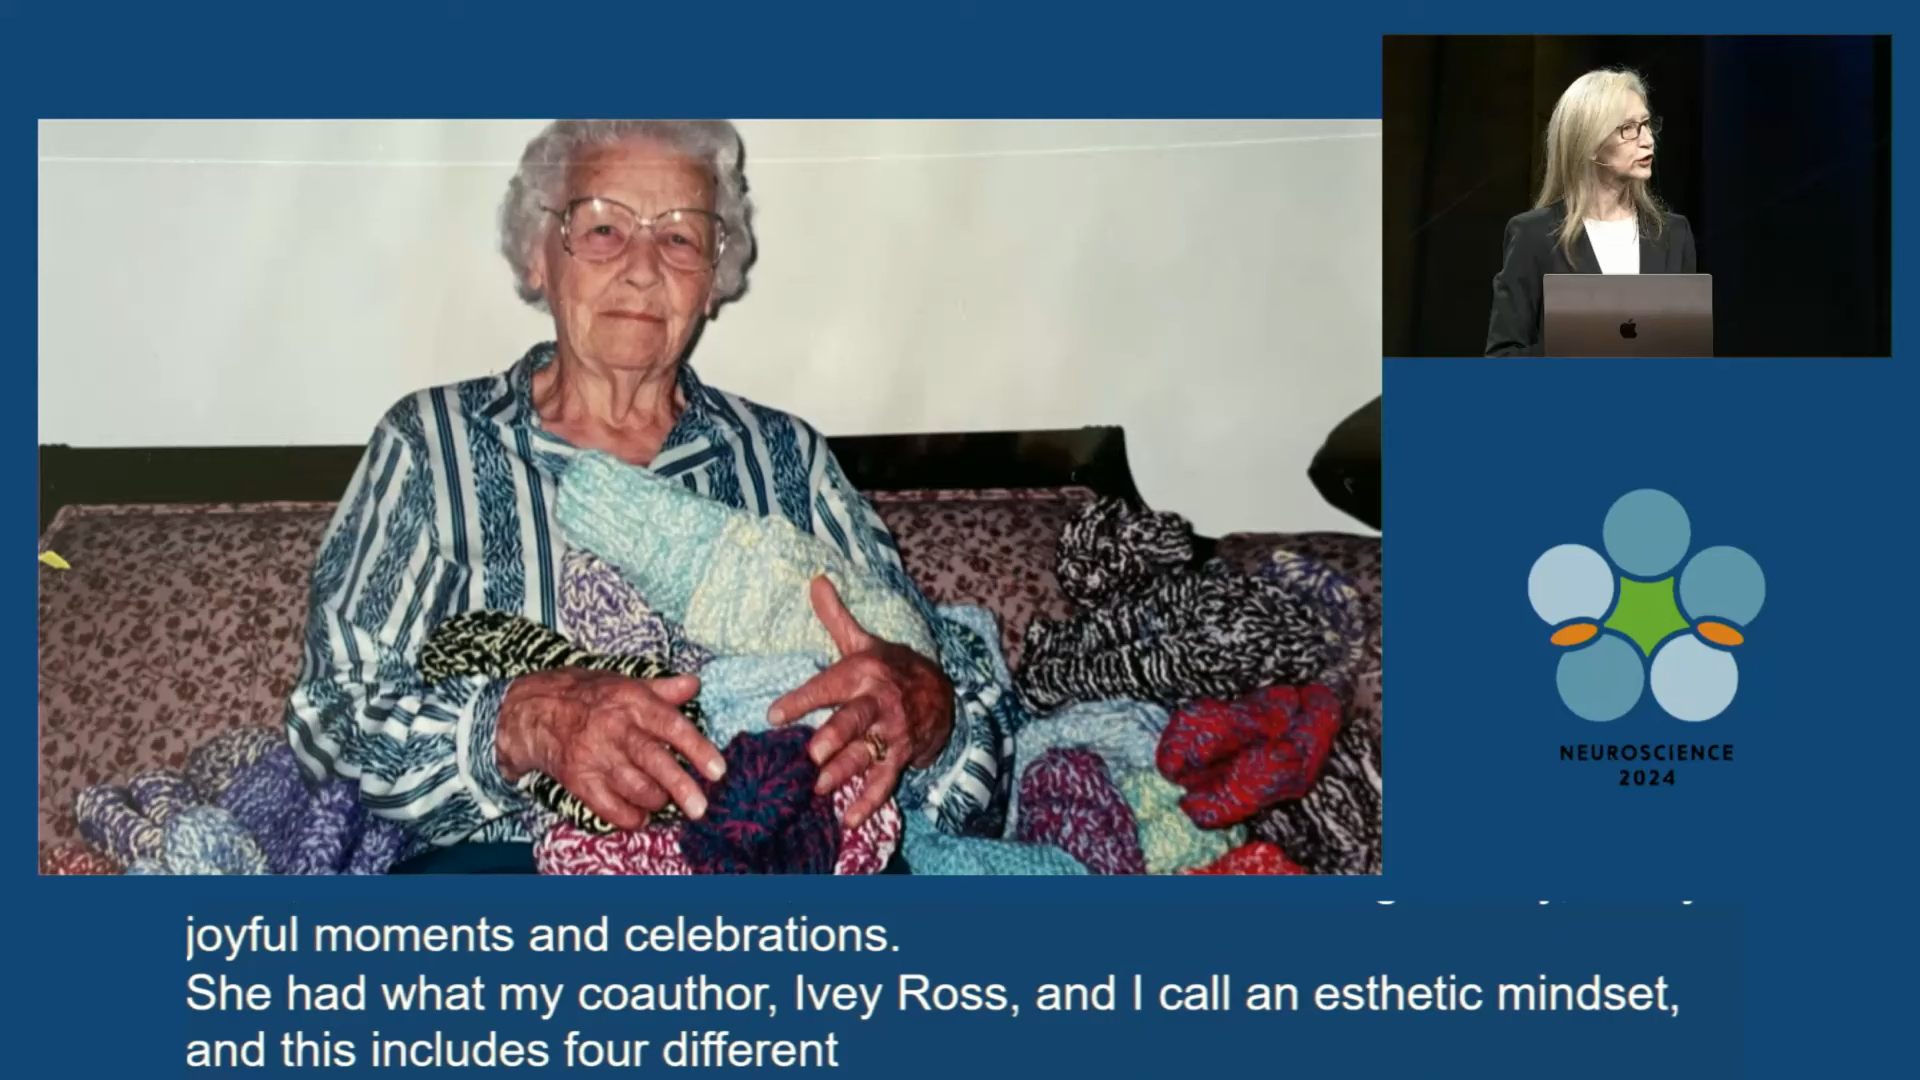 NEUROSCIENCE
2024
joyful moments and celebrations.
She had what my coauthor, Ivey Ross, and I call an esthetic mindset,
and this includes four different